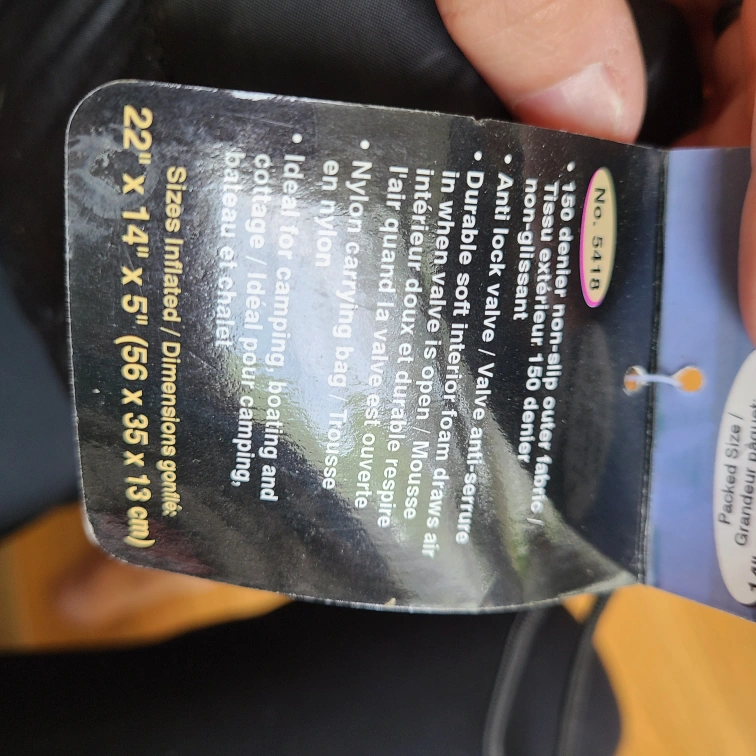 No. 5418
• 150 denier non-slip outer fabric /
Tissu extérieur 150 denier
non-glissant
• Anti lock valve / Valve anti-serrure
• Durable soft interior foam draws air
in when valve is open / Mousse
intérieur doux et durable respire
l'air quand la valve est ouverte
• Nylon carrying bag / Trousse
en nylon
• Ideal for camping, boating and
cottage / Idéal pour camping,
bateau et chalet
Sizes Inflated / Dimensions gonflé:
22" x 14" x 5" (56 x 35 x 13 cm)
Packed Size /
Grandeur